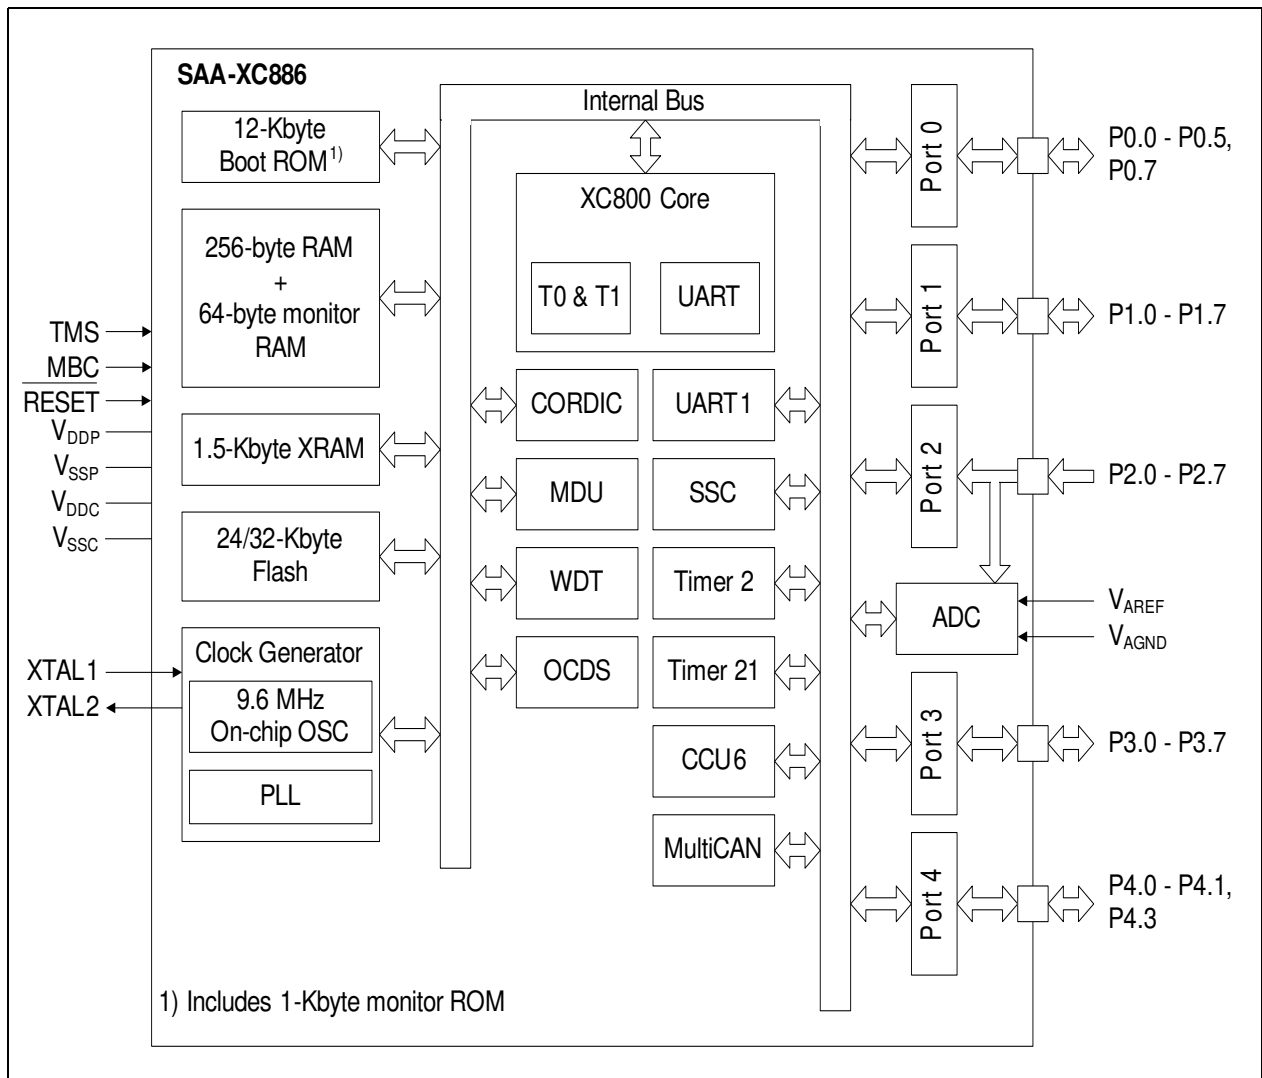 SAA-XC886
Internal Bus
12-Kbyte
Boot ROM1)
256-byte RAM
+
64-byte monitor
RAM
1.5-Kbyte XRAM
24/32-Kbyte
Flash
Clock Generator
9.6 MHz
On-chip OSC
PLL
TMS
MBC
RESET
VDDP
VSSP
VDDC
VSSC
XTAL1
XTAL2
XC800 Core
T0 & T1
UART
CORDIC
UART1
MDU
SSC
WDT
Timer 2
OCDS
Timer 21
CCU6
MultiCAN
Port 0
P0.0 - P0.5,
P0.7
Port 1
P1.0 - P1.7
Port 2
P2.0 - P2.7
ADC
VAREF
VAGND
Port 3
P3.0 - P3.7
Port 4
P4.0 - P4.1,
P4.3
1) Includes 1-Kbyte monitor ROM